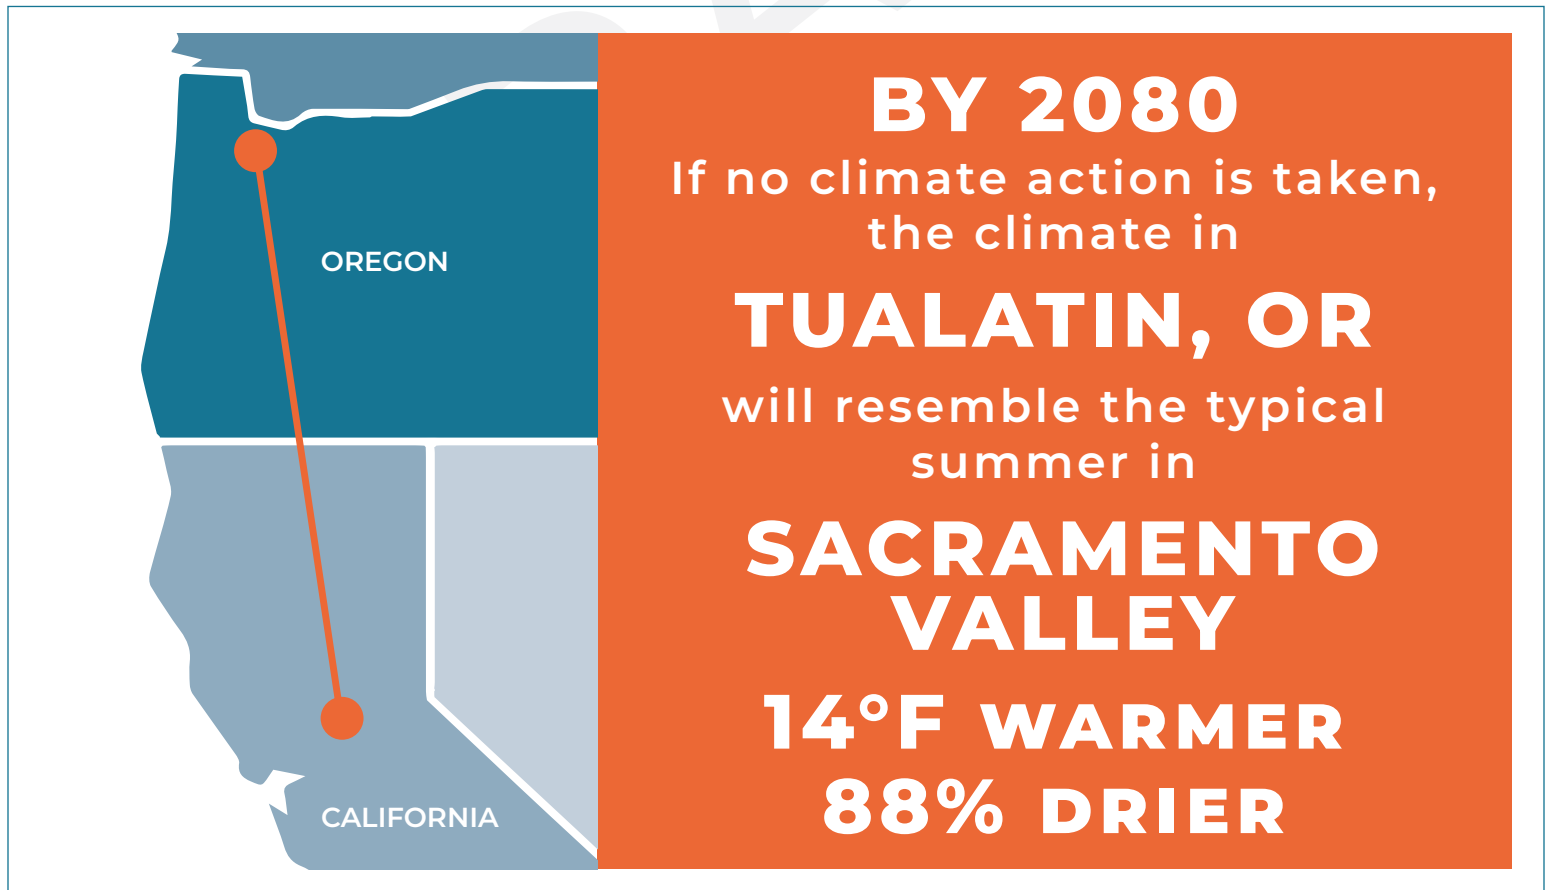 OREGON
CALIFORNIA
BY 2080
If no climate action is taken,
the climate in
TUALATIN, OR
will resemble the typical
summer in
SACRAMENTO
VALLEY
14°F WARMER
88% DRIER